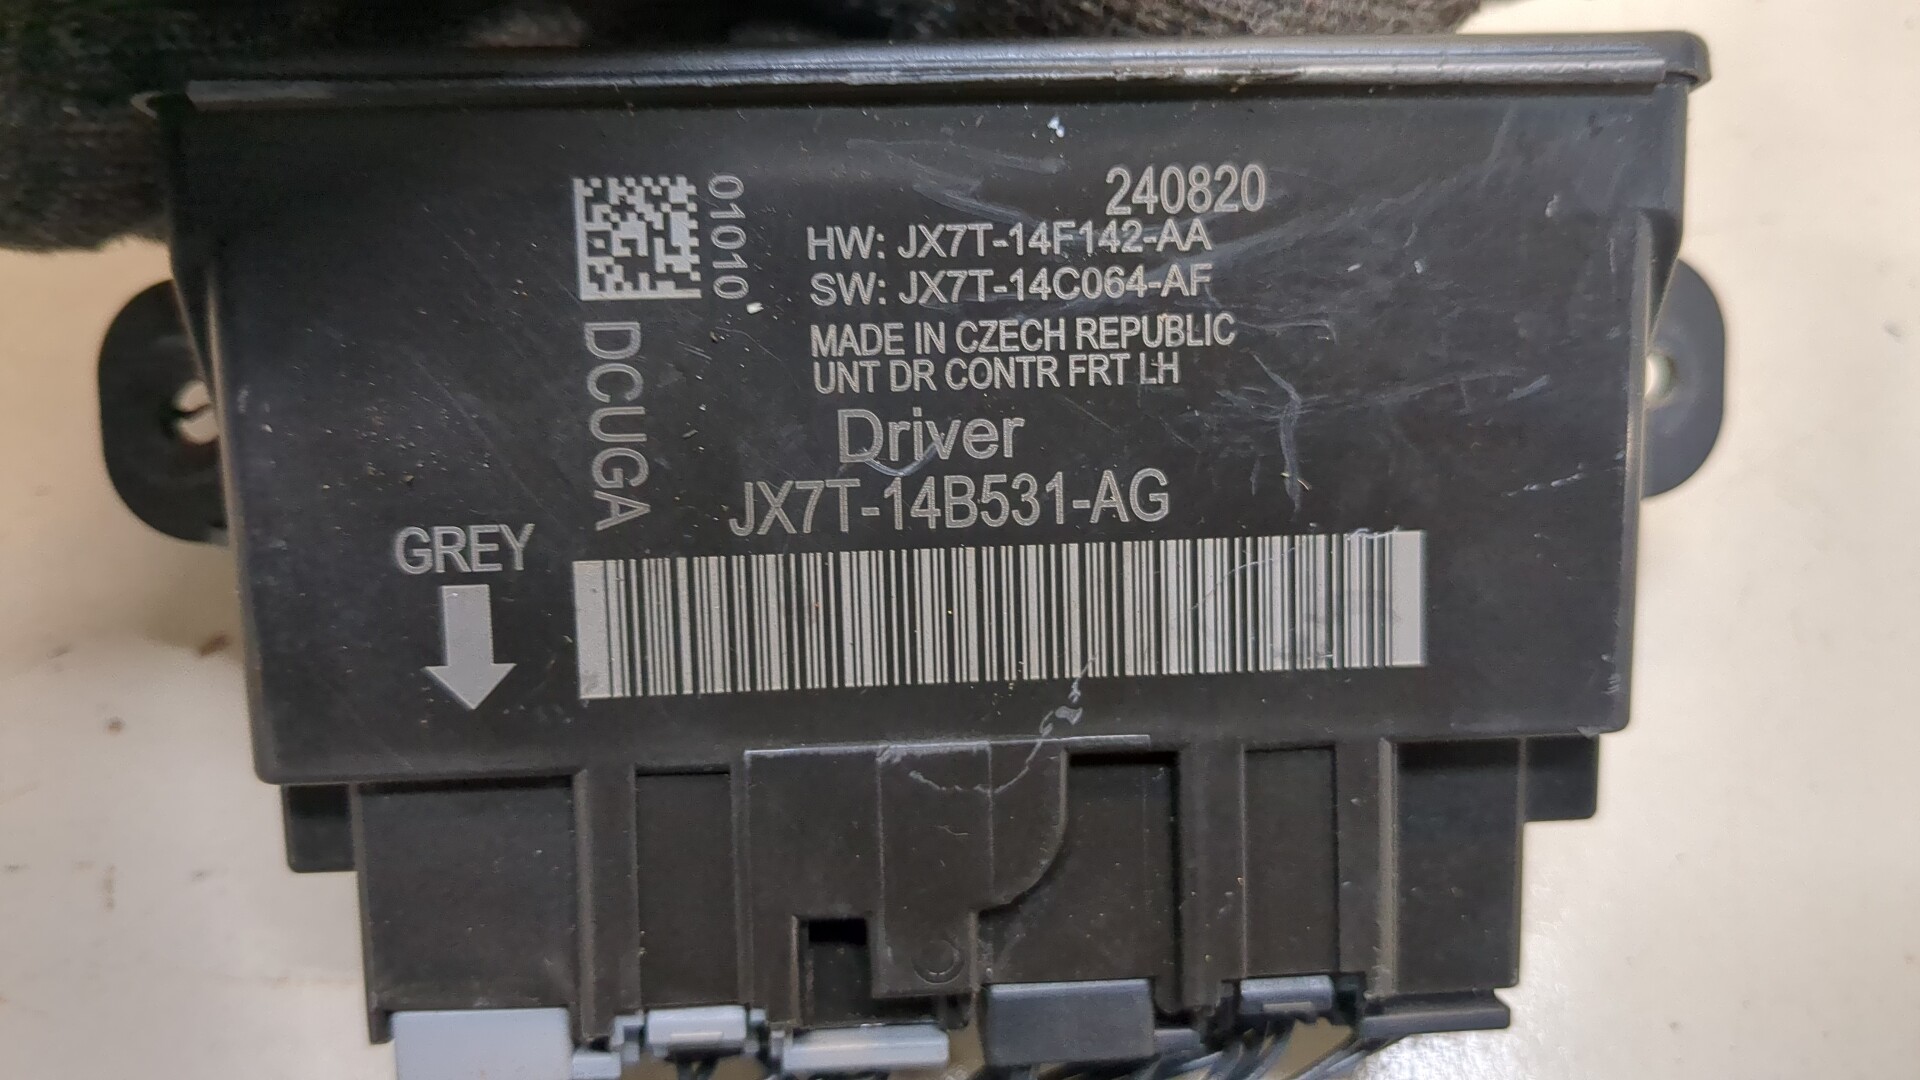 240820
01010
HW: JX7T-14F142-AA
SW: JX7T-14C064-AF
MADE IN CZECH REPUBLIC
UNT DR CONTR FRT LH
DCUGA
Driver
JX7T-14B531-AG
GREY